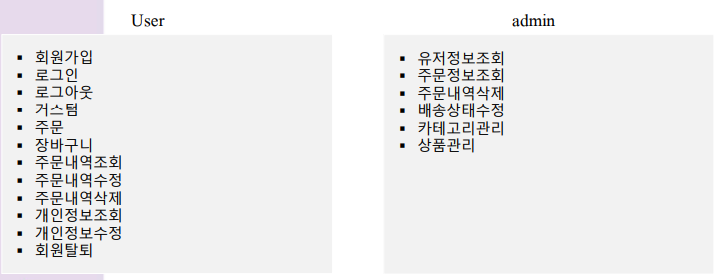 User
▪ 회원가입
▪ 로그인
▪ 로그아웃
▪ 거스텀
▪ 주문
▪ 장바구니
▪ 주문내역조회
▪ 주문내역수정
▪ 주문내역삭제
▪ 개인정보조회
▪ 개인정보수정
▪ 회원탈퇴
admin
▪ 유저정보조회
▪ 주문정보조회
▪ 주문내역삭제
▪ 배송상태수정
▪ 카테고리관리
▪ 상품관리